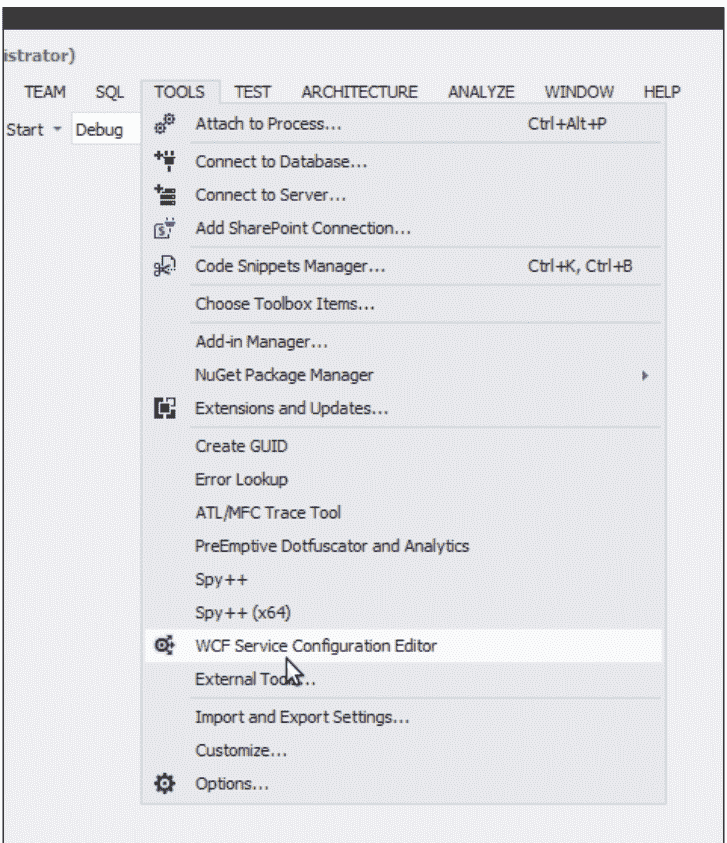 istrator)
TEAM SQL TOOLS TEST ARCHITECTURE ANALYZE WINDOW HELP
Start Debug
Attach to Process... Ctrl+Alt+P
Connect to Database...
Connect to Server...
Add SharePoint Connection...
Code Snippets Manager... Ctrl+K, Ctrl+B
Choose Toolbox Items...
Add-in Manager...
NuGet Package Manager
Extensions and Updates...
Create GUID
Error Lookup
ATL/MFC Trace Tool
PreEmptive Dotfuscator and Analytics
Spy++
Spy++ (x64)
WCF Service Configuration Editor
External Tools...
Import and Export Settings...
Customize...
Options...